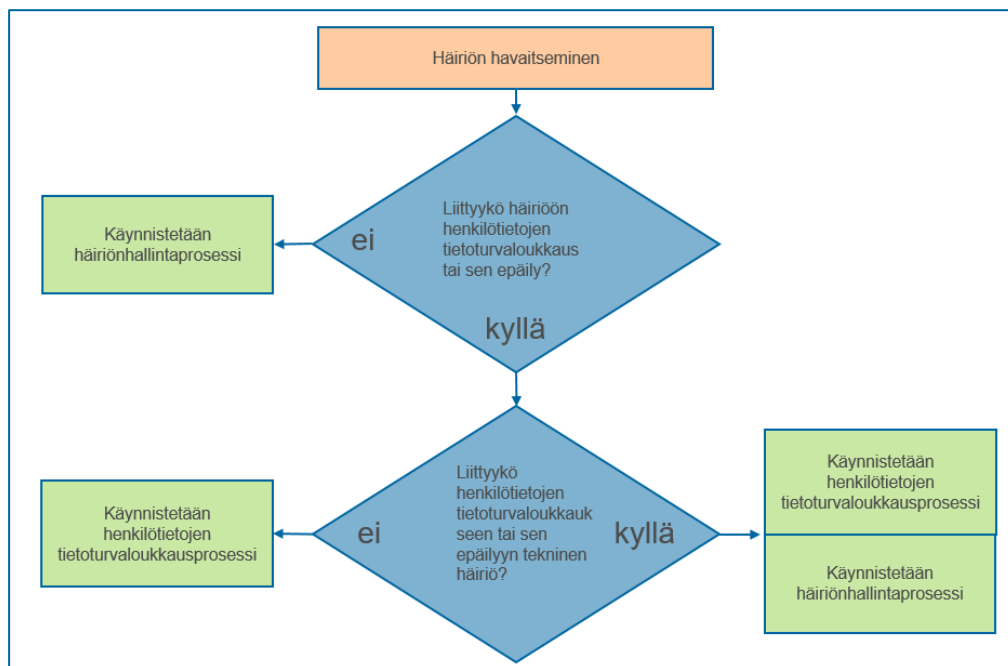 Häiriön havaitseminen
Liittyykö häiriöön
henkilötietojen
tietoturvaloukkaus
tai sen epäily?
ei
kyllä
Käynnistetään
häiriönhallintaprosessi
Liittyykö
henkilötietojen
tietoturvaloukkauk
seen tai sen
epäilyyn tekninen
häiriö?
ei
kyllä
Käynnistetään
henkilötietojen
tietoturvaloukkausprosessi
Käynnistetään
henkilötietojen
tietoturvaloukkausprosessi
Käynnistetään
häiriönhallintaprosessi